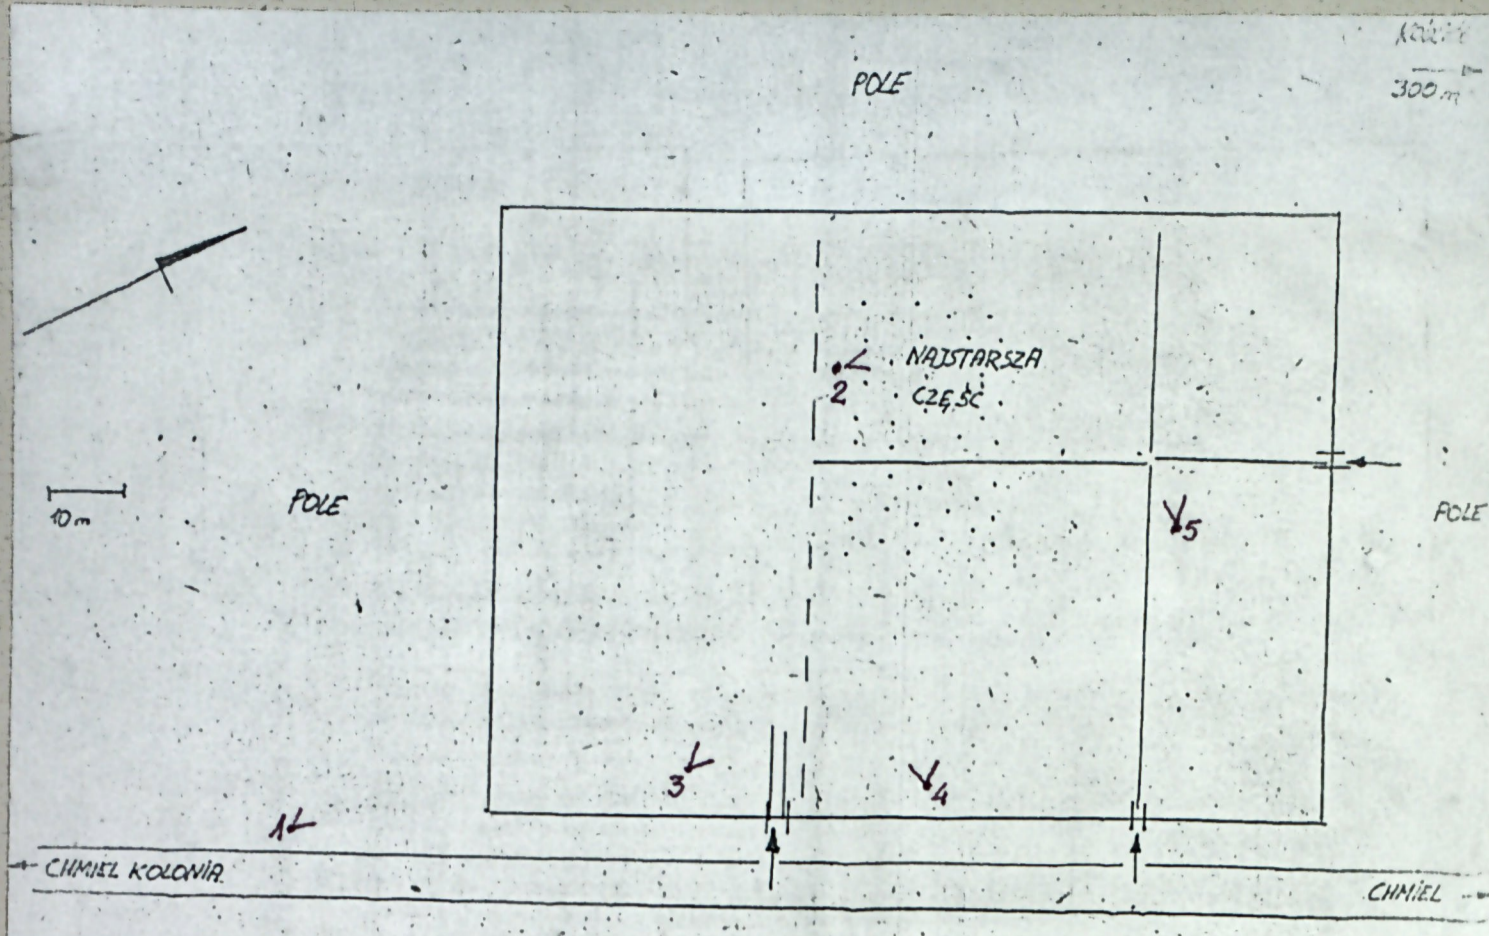 POLE
300 m
NAJSTARSZA
CZĘŚĆ
2
10 m
POLE
5
POLE
3
4
1
CHMIEL KOLONIA
CHMIEL